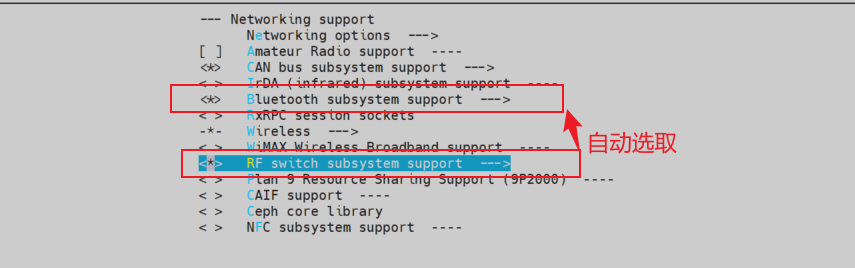 --- Networking support
Networking options --->
[ ] Amateur Radio support ----
<*> CAN bus subsystem support --->
< > IrDA (infrared) subsystem support ----
<*> Bluetooth subsystem support --->
< > RxRPC session sockets
-*- Wireless --->
< > WiMAX Wireless Broadband support ----
自动选取
<*> RF switch subsystem support --->
< > Plan 9 Resource Sharing Support (9P2000) ----
< > CAIF support ----
< > Ceph core library
< > NFC subsystem support ----